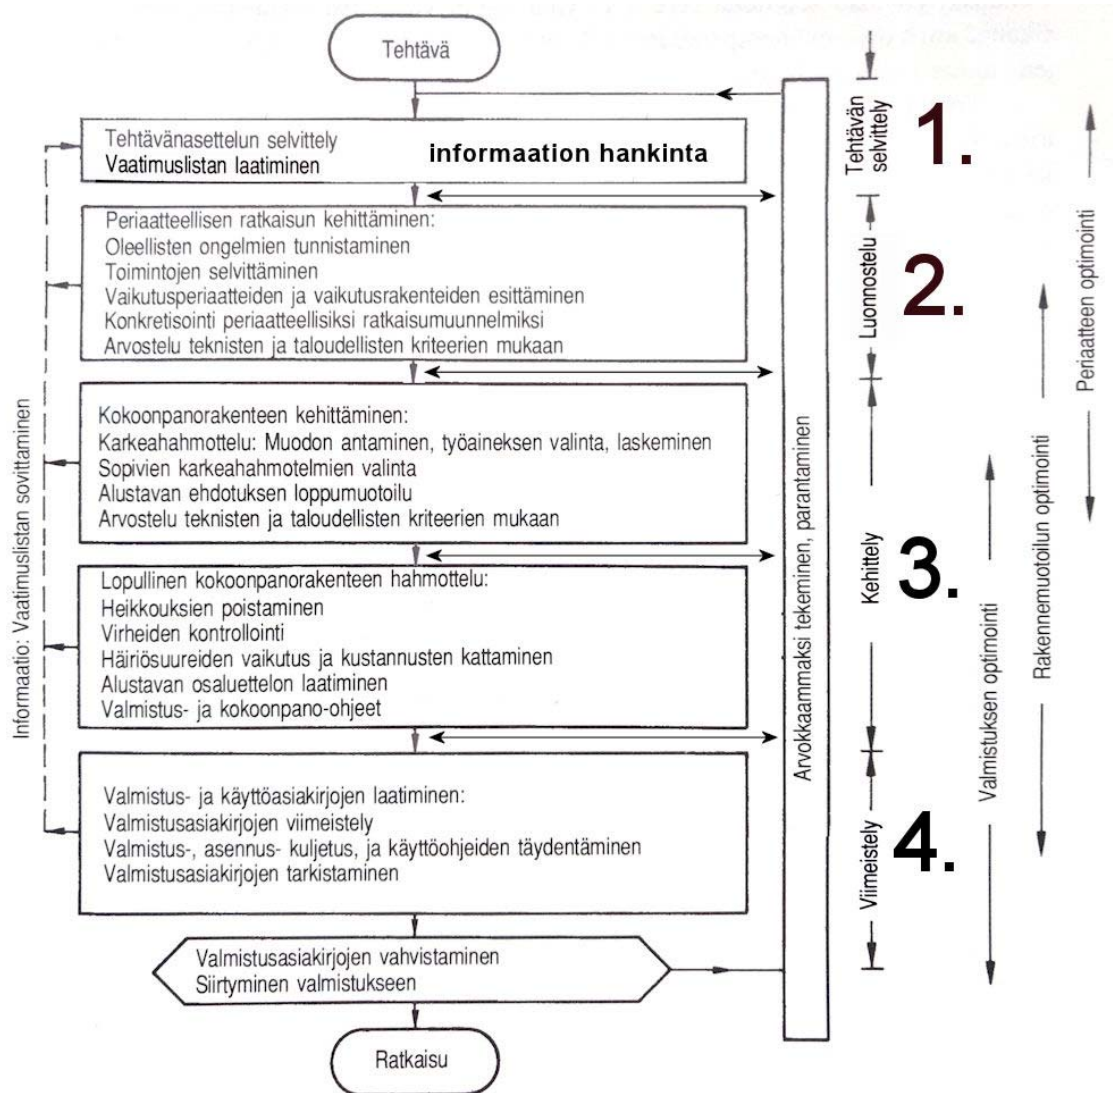 Tehtävä
Tehtävänasettelun selvittely
Vaatimuslistan laatiminen
informaation hankinta
Periaatteellisen ratkaisun kehittäminen:
Oleellisten ongelmien tunnistaminen
Toimintojen selvittäminen
Vaikutusperiaatteiden ja vaikutusrakenteiden esittäminen
Konkretisointi periaatteellisiksi ratkaisumuunnelmiksi
Arvostelu teknisten ja taloudellisten kriteerien mukaan
Kokoonpanorakenteen kehittäminen:
Karkeahahmottelu: Muodon antaminen, työaineksen valinta, laskeminen
Sopivien karkeahahmotelmien valinta
Alustavan ehdotuksen loppumuotoilu
Arvostelu teknisten ja taloudellisten kriteerien mukaan
Lopullinen kokoonpanorakenteen hahmottelu:
Heikkouksien poistaminen
Virheiden kontrollointi
Häiriösuureiden vaikutus ja kustannusten kattaminen
Alustavan osaluettelon laatiminen
Valmistus- ja kokoonpano-ohjeet
Valmistus- ja käyttöasiakirjojen laatiminen:
Valmistusasiakirjojen viimeistely
Valmistus-, asennus- kuljetus, ja käyttöohjeiden täydentäminen
Valmistusasiakirjojen tarkistaminen
Valmistusasiakirjojen vahvistaminen
Siirtyminen valmistukseen
Ratkaisu
Informaatio: Vaatimuslistan sovittaminen
Arvokkaammaksi tekeminen, parantaminen
Tehtävän
selvittely
1.
Luonnostelu
2.
Kehittely
3.
Viimeistely
4.
Valmistuksen optimointi
Rakennemuotoilun optimointi
Periaatteen optimointi